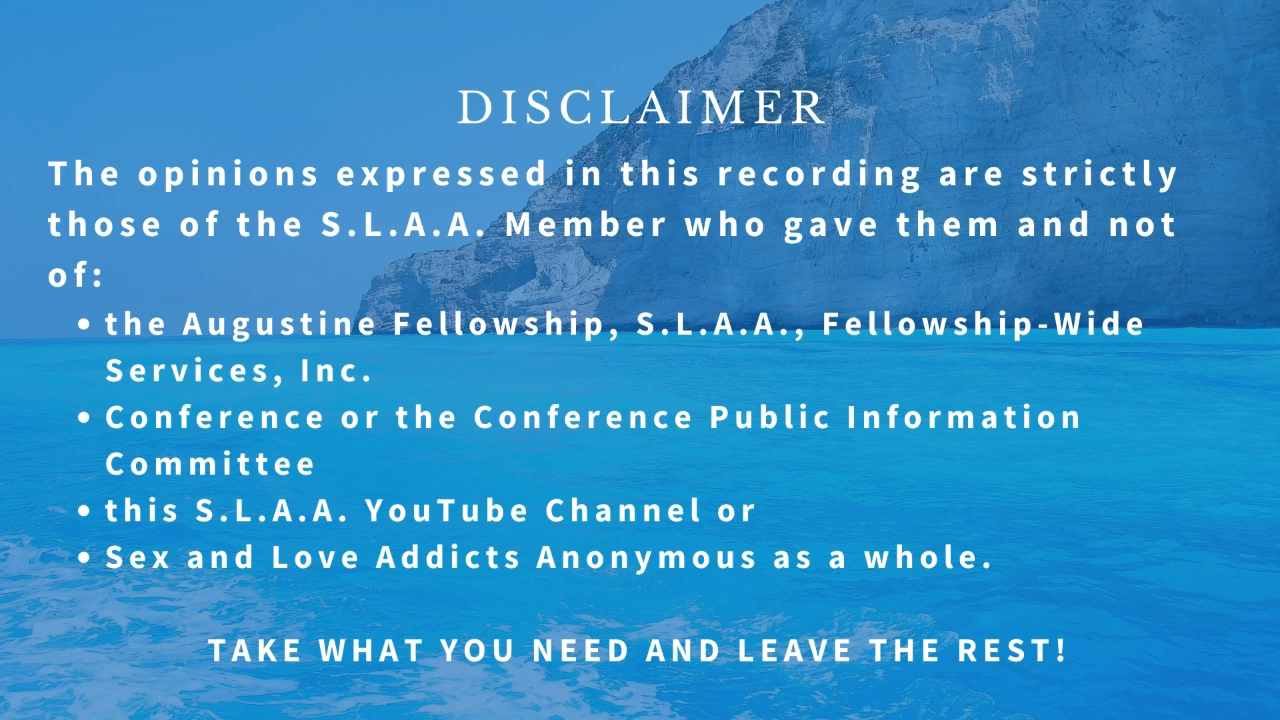 DISCLAIMER
The opinions expressed in this recording are strictly
those of the S.L.A.A. Member who gave them and not
of:
• the Augustine Fellowship, S.L.A.A., Fellowship-Wide
Services, Inc.
• Conference or the Conference Public Information
Committee
• this S.L.A.A. YouTube Channel or
• Sex and Love Addicts Anonymous as a whole.
TAKE WHAT YOU NEED AND LEAVE THE REST!